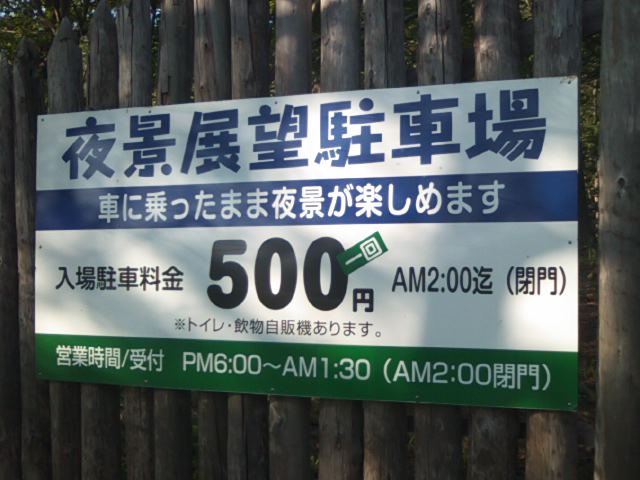 夜景展望駐車場
車に乗ったまま夜景が楽しめます
入場駐車料金 500円 一回 AM2:00迄（閉門）
※トイレ・飲物自販機あります。
営業時間/受付 PM6:00～AM1:30（AM2:00閉門）